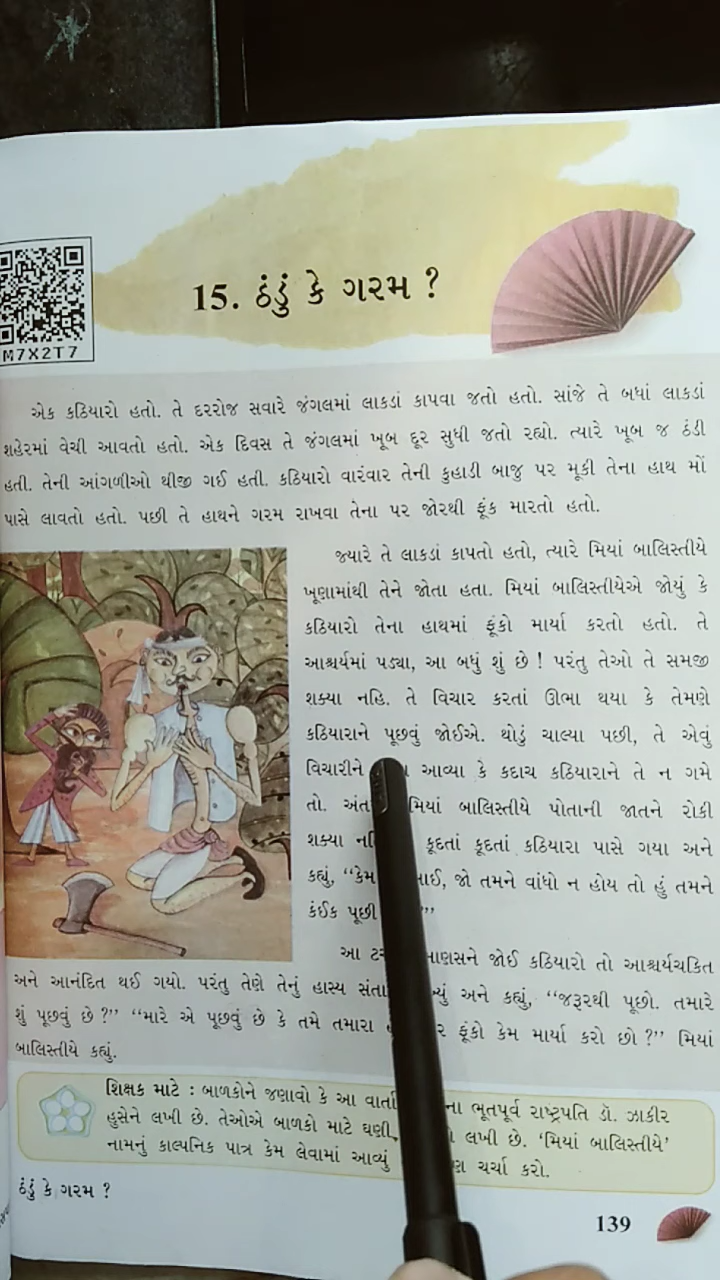 M7X2T7
15. ઠંડું કે ગરમ ?
એક કઠિયારો હતો. તે દરરોજ સવારે જંગલમાં લાકડાં કાપવા જતો હતો. સાંજે તે બધાં લાકડાં
શહેરમાં વેચી આવતો હતો. એક દિવસ તે જંગલમાં ખૂબ દૂર સુધી જતો રહ્યો. ત્યારે ખૂબ જ ઠંડી
હતી. તેની આંગળીઓ થીજી ગઈ હતી. કઠિયારો વારંવાર તેની કુહાડી બાજુ પર મૂકી તેના હાથ મોં
પાસે લાવતો હતો. પછી તે હાથને ગરમ રાખવા તેના પર જોરથી ફૂંક મારતો હતો.
જ્યારે તે લાકડાં કાપતો હતો, ત્યારે મિયાં બાલિસ્તીયે
ખૂણામાંથી તેને જોતા હતા. મિયાં બાલિસ્તીયેએ જોયું કે
કઠિયારો તેના હાથમાં ફૂંકો માર્યા કરતો હતો. તે
આશ્ચર્યમાં પડ્યા, આ બધું શું છે ! પરંતુ તેઓ તે સમજી
શક્યા નહિ. તે વિચાર કરતાં ઊભા થયા કે તેમણે
કઠિયારાને પૂછવું જોઈએ. થોડું ચાલ્યા પછી, તે એવું
વિચારીને આવ્યા કે કદાચ કઠિયારાને તે ન ગમે
તો. મિયાં બાલિસ્તીયે પોતાની જાતને રોકી
શક્યા કૂદતાં કૂદતાં કઠિયારા પાસે ગયા અને
કહ્યું, “કેમ જો તમને વાંધો ન હોય તો હું તમને
કંઈક પૂછી ”
આ જોઈ કઠિયારો તો આશ્ચર્યચકિત
અને આનંદિત થઈ ગયો. પરંતુ તેણે તેનું હાસ્ય અને કહ્યું, “જરૂરથી પૂછો. તમારે
શું પૂછવું છે ?” “મારે એ પૂછવું છે કે તમે તમારા ફૂંકો કેમ માર્યા કરો છો ?” મિયાં
બાલિસ્તીયે કહ્યું.
શિક્ષક માટે : બાળકોને જણાવો કે આ વાર્તા ભૂતપૂર્વ રાષ્ટ્રપતિ ડૉ. ઝાકીર
હુસેને લખી છે. તેઓએ બાળકો માટે ઘણી લખી છે. ‘મિયાં બાલિસ્તીયે’
નામનું કાલ્પનિક પાત્ર કેમ લેવામાં આવ્યું ચર્ચા કરો.
ઠંડું કે ગરમ ?
139